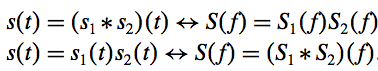 s(t) = (s₁ * s₂)(t) ↔ S(f) = S₁(f)S₂(f)
s(t) = s₁(t)s₂(t) ↔ S(f) = (S₁ * S₂)(f).